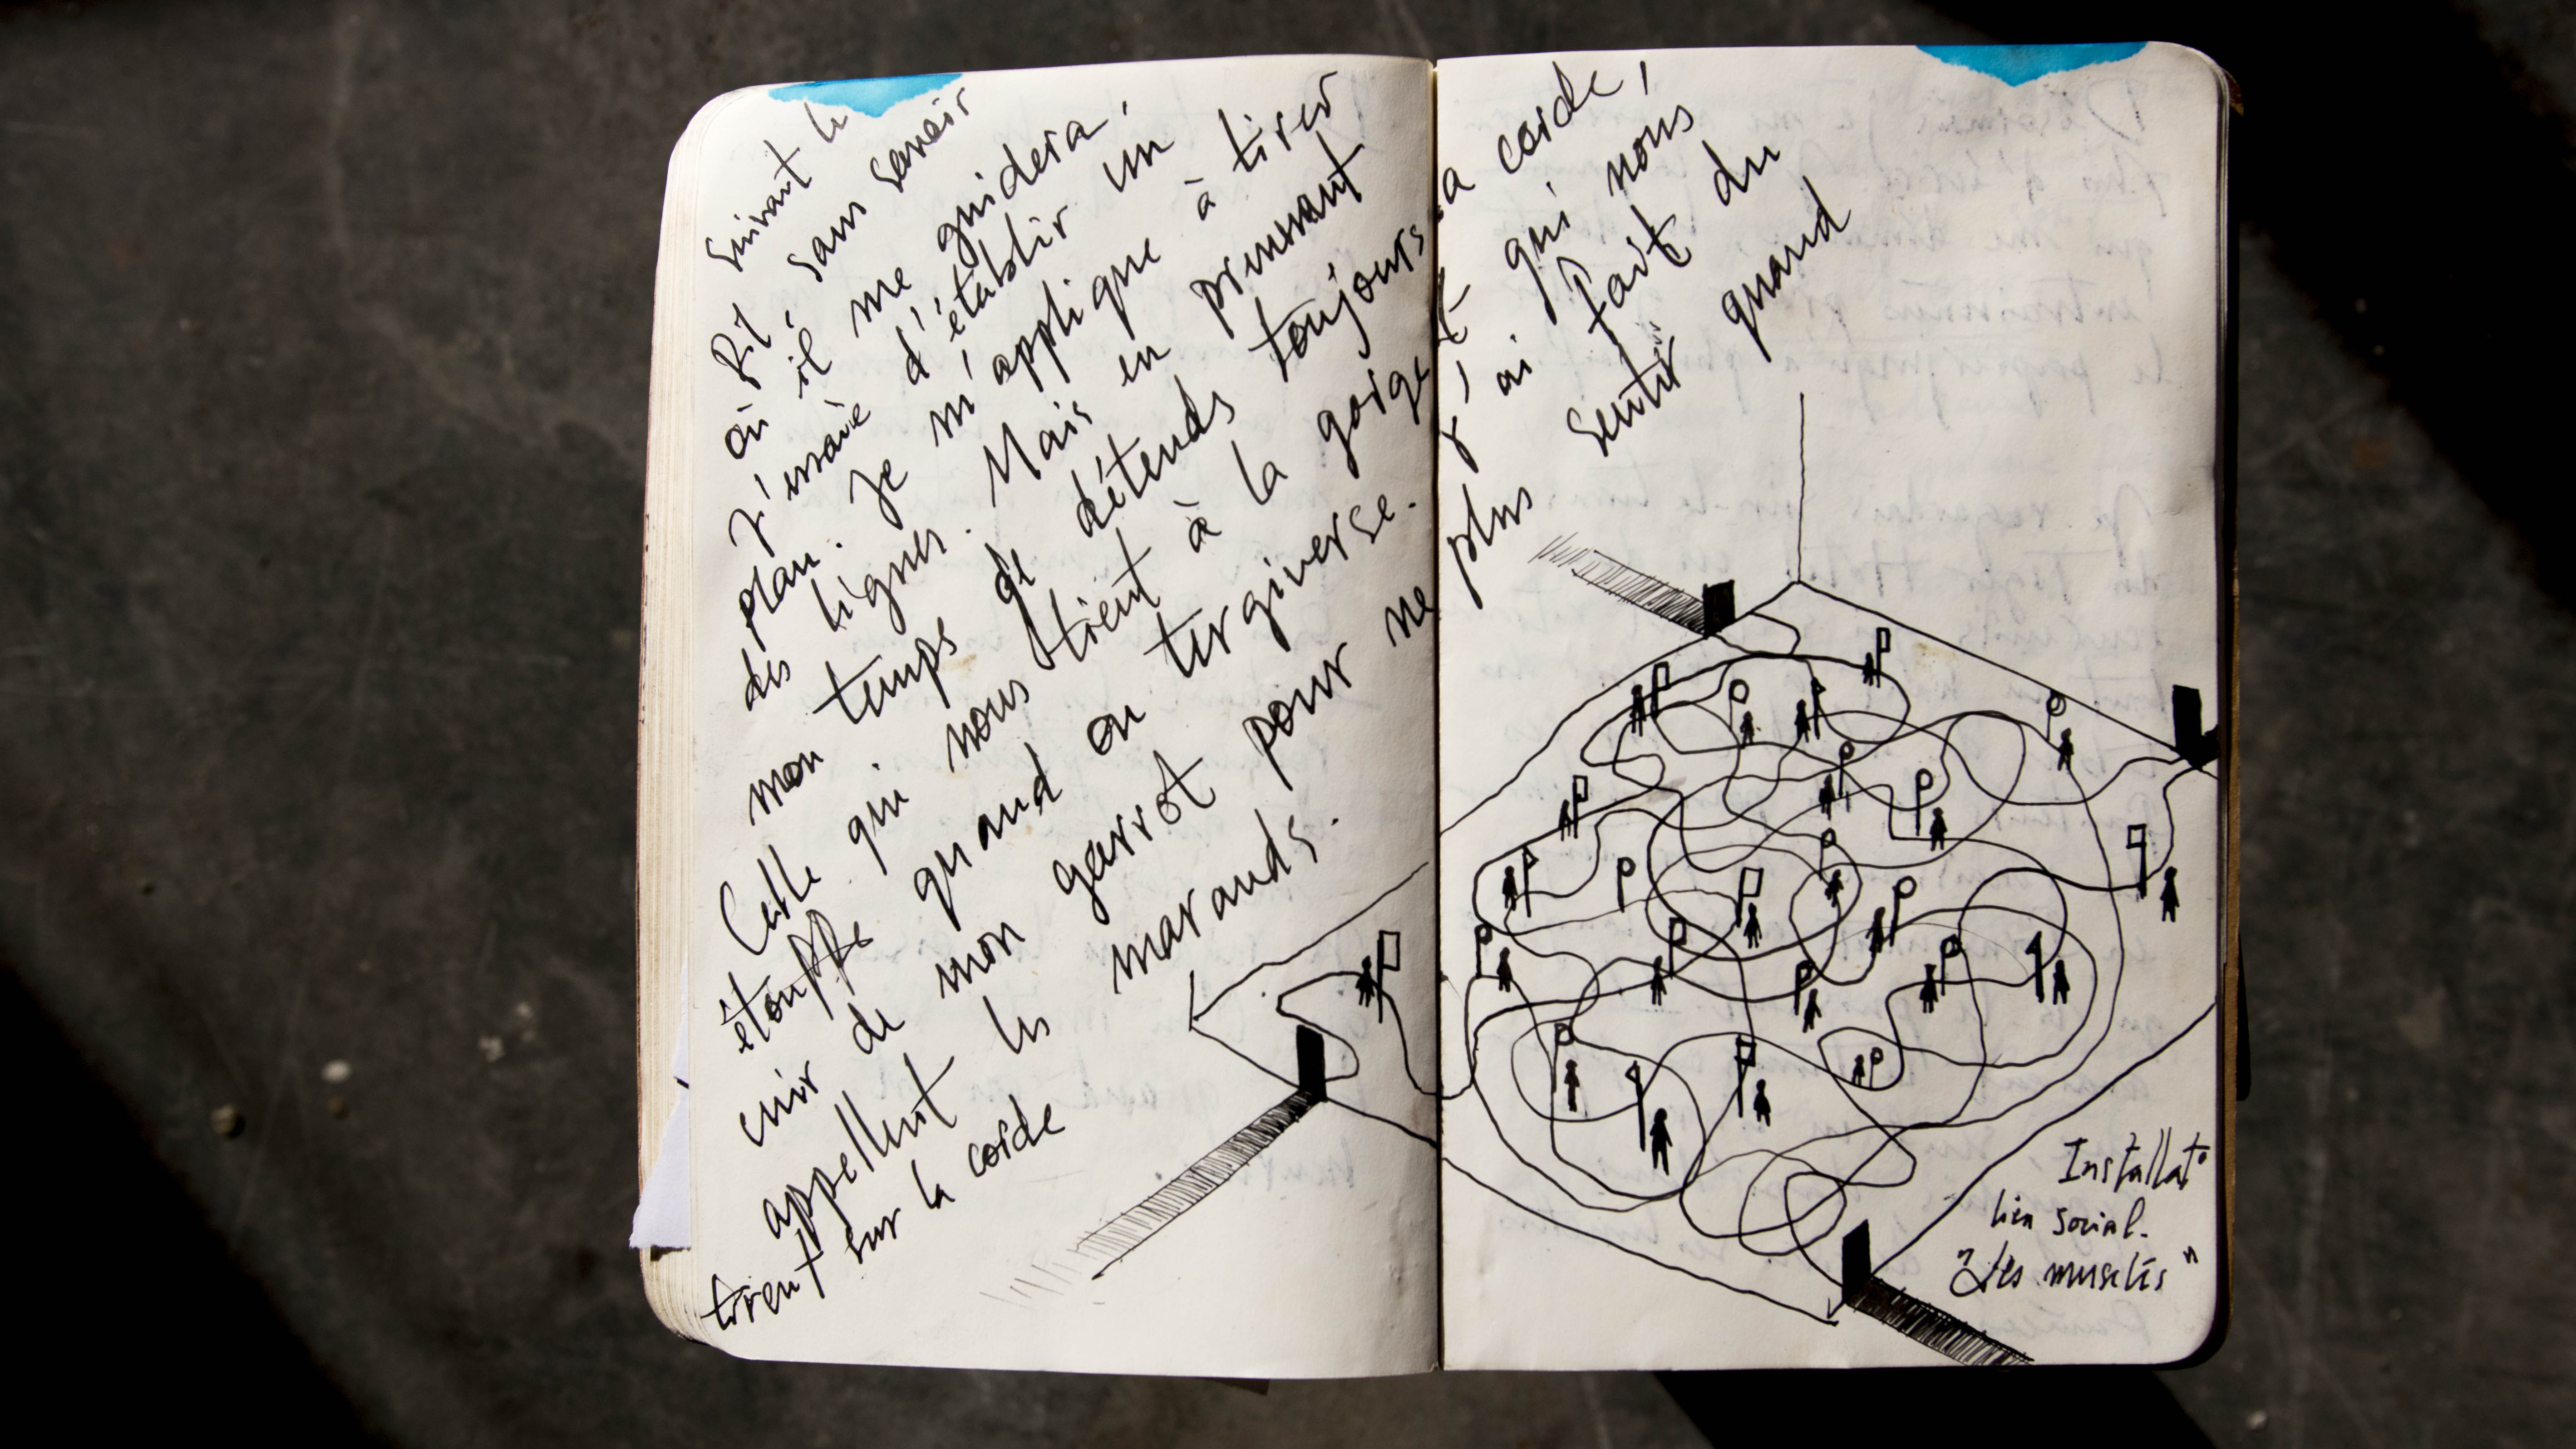 Suivant le
fil, sans savoir
où il me guidera,
J'essaie d'établir un
plan. Je m'applique à tirer
des lignes. Mais en prenant
mon temps je détends toujours la corde,
Celle qui nous tient à la gorge et qui nous
étouffe quand on tergiverse. J'ai fait du
cuir de mon garrot pour ne plus sentir quand
appellent les marauds.
tirent sur la corde
Installat°
lien social.
"Les muselés"